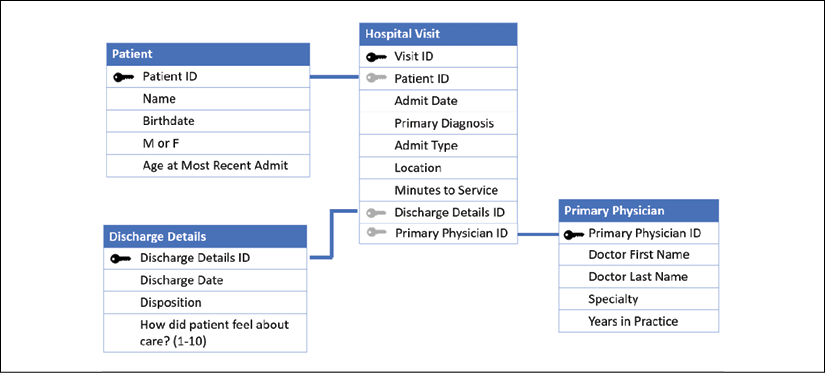 Patient
Patient ID
Name
Birthdate
M or F
Age at Most Recent Admit
Hospital Visit
Visit ID
Patient ID
Admit Date
Primary Diagnosis
Admit Type
Location
Minutes to Service
Discharge Details ID
Primary Physician ID
Discharge Details
Discharge Details ID
Discharge Date
Disposition
How did patient feel about
care? (1-10)
Primary Physician
Primary Physician ID
Doctor First Name
Doctor Last Name
Specialty
Years in Practice